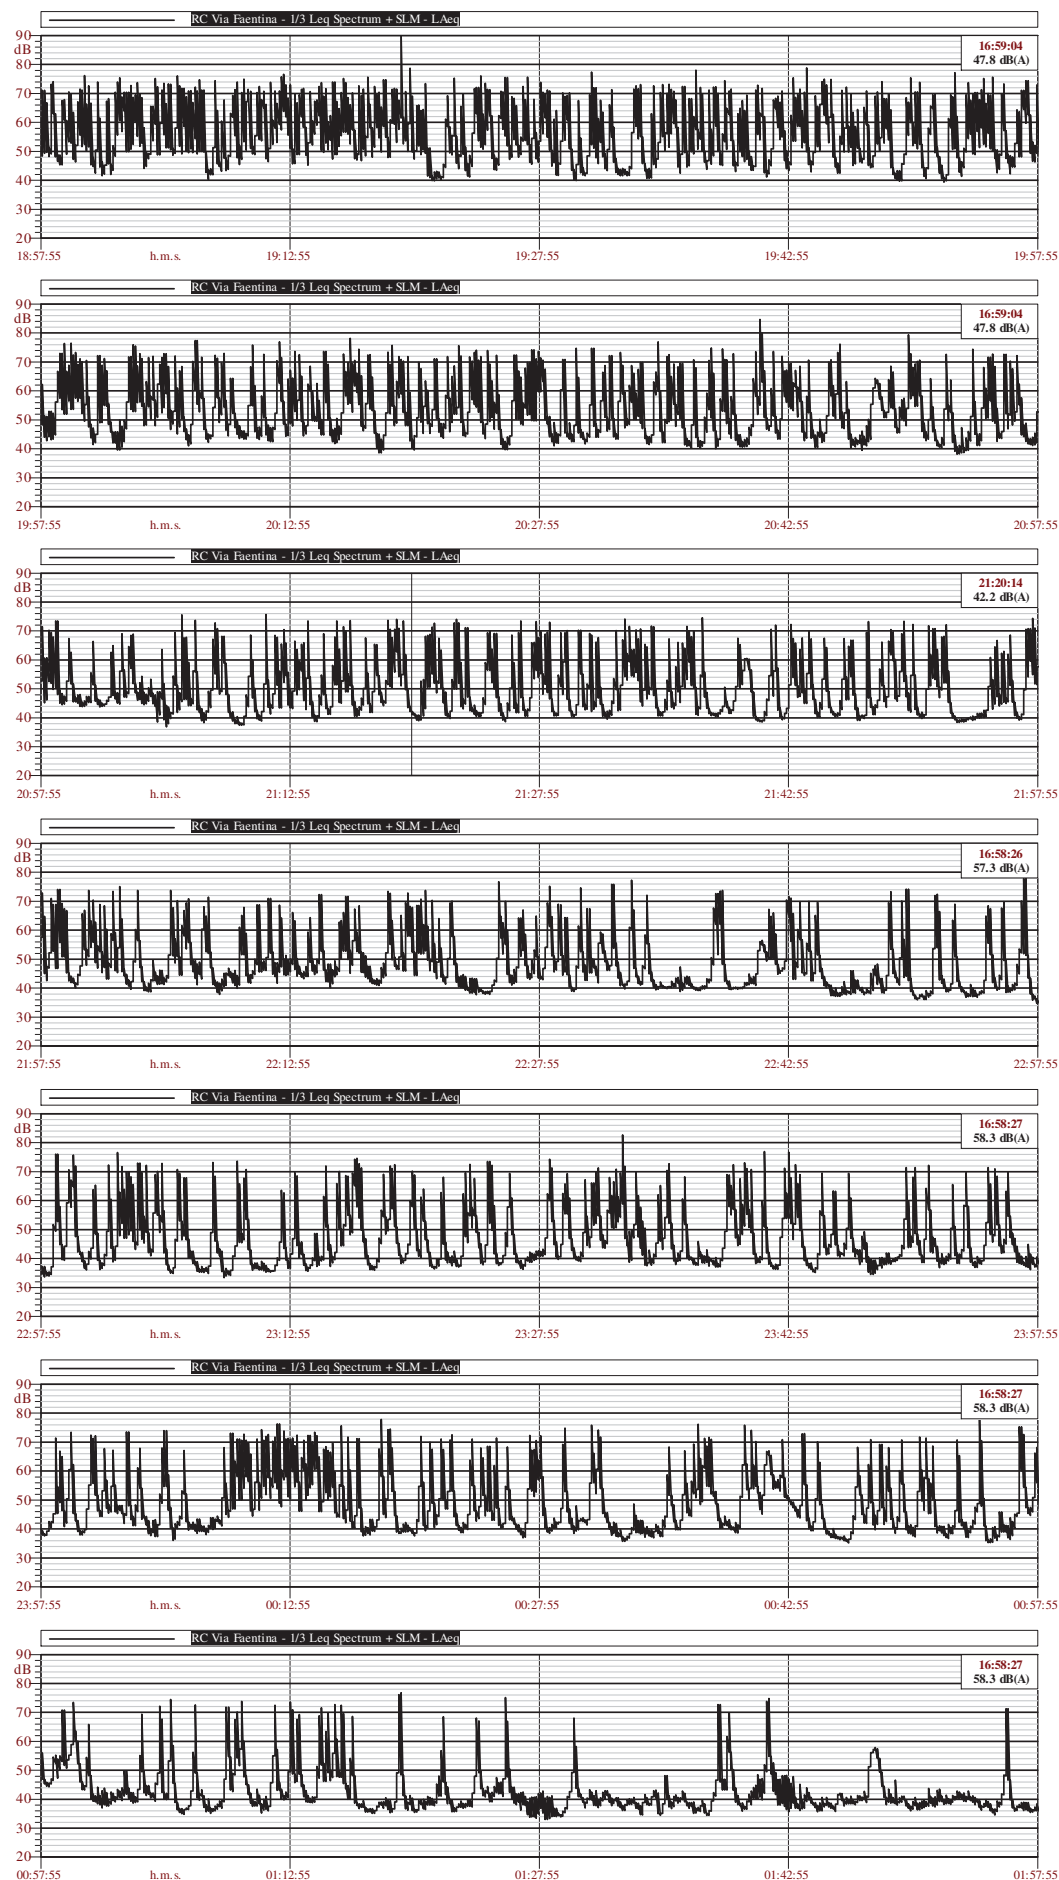 RC Via Faentina - 1/3 Leq Spectrum + SLM - LAeq
90
dB
80
70
60
50
40
30
20
16:59:04
47.8 dB(A)
18:57:55 h.m.s. 19:12:55 19:27:55 19:42:55 19:57:55
RC Via Faentina - 1/3 Leq Spectrum + SLM - LAeq
90
dB
80
70
60
50
40
30
20
16:59:04
47.8 dB(A)
19:57:55 h.m.s. 20:12:55 20:27:55 20:42:55 20:57:55
RC Via Faentina - 1/3 Leq Spectrum + SLM - LAeq
90
dB
80
70
60
50
40
30
20
21:20:14
42.2 dB(A)
20:57:55 h.m.s. 21:12:55 21:27:55 21:42:55 21:57:55
RC Via Faentina - 1/3 Leq Spectrum + SLM - LAeq
90
dB
80
70
60
50
40
30
20
16:58:26
57.3 dB(A)
21:57:55 h.m.s. 22:12:55 22:27:55 22:42:55 22:57:55
RC Via Faentina - 1/3 Leq Spectrum + SLM - LAeq
90
dB
80
70
60
50
40
30
20
16:58:27
58.3 dB(A)
22:57:55 h.m.s. 23:12:55 23:27:55 23:42:55 23:57:55
RC Via Faentina - 1/3 Leq Spectrum + SLM - LAeq
90
dB
80
70
60
50
40
30
20
16:58:27
58.3 dB(A)
23:57:55 h.m.s. 00:12:55 00:27:55 00:42:55 00:57:55
RC Via Faentina - 1/3 Leq Spectrum + SLM - LAeq
90
dB
80
70
60
50
40
30
20
16:58:27
58.3 dB(A)
00:57:55 h.m.s. 01:12:55 01:27:55 01:42:55 01:57:55